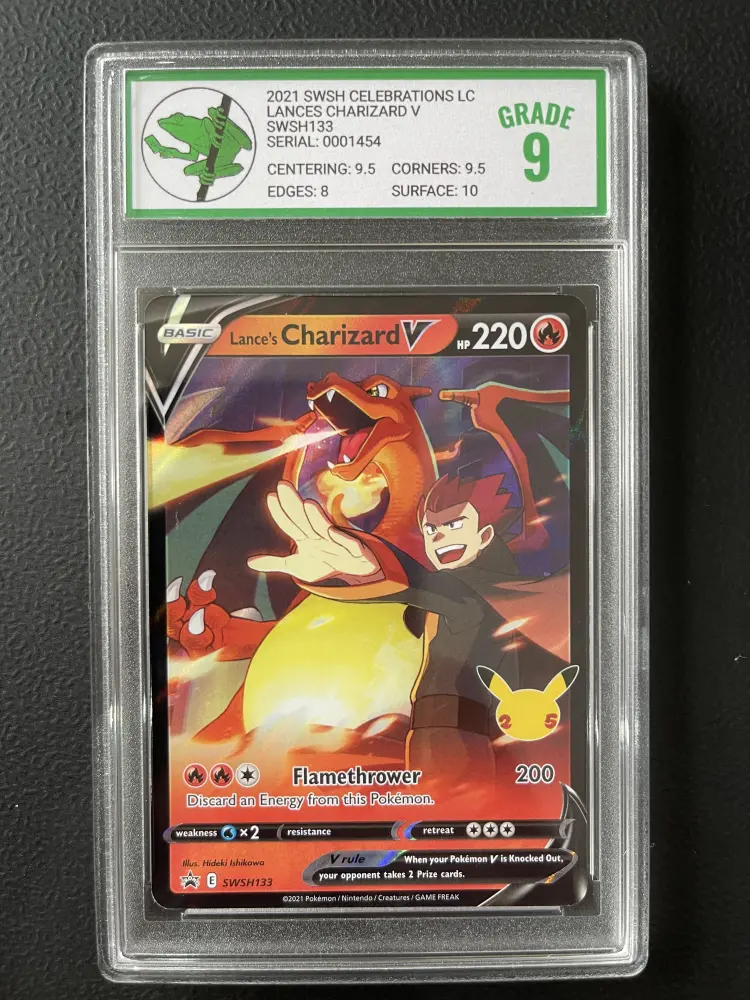 2021 SWSH CELEBRATIONS LC
LANCES CHARIZARD V
SWSH133
SERIAL: 0001454
CENTERING: 9.5 CORNERS: 9.5
EDGES: 8 SURFACE: 10
GRADE
9
BASIC
Lance's Charizard V HP 220
25
Flamethrower 200
Discard an Energy from this Pokémon.
weakness ×2 resistance retreat
Illus. Hideki Ishikawa
V rule When your Pokémon V is Knocked Out,
your opponent takes 2 Prize cards.
E SWSH133
©2021 Pokémon / Nintendo / Creatures / GAME FREAK